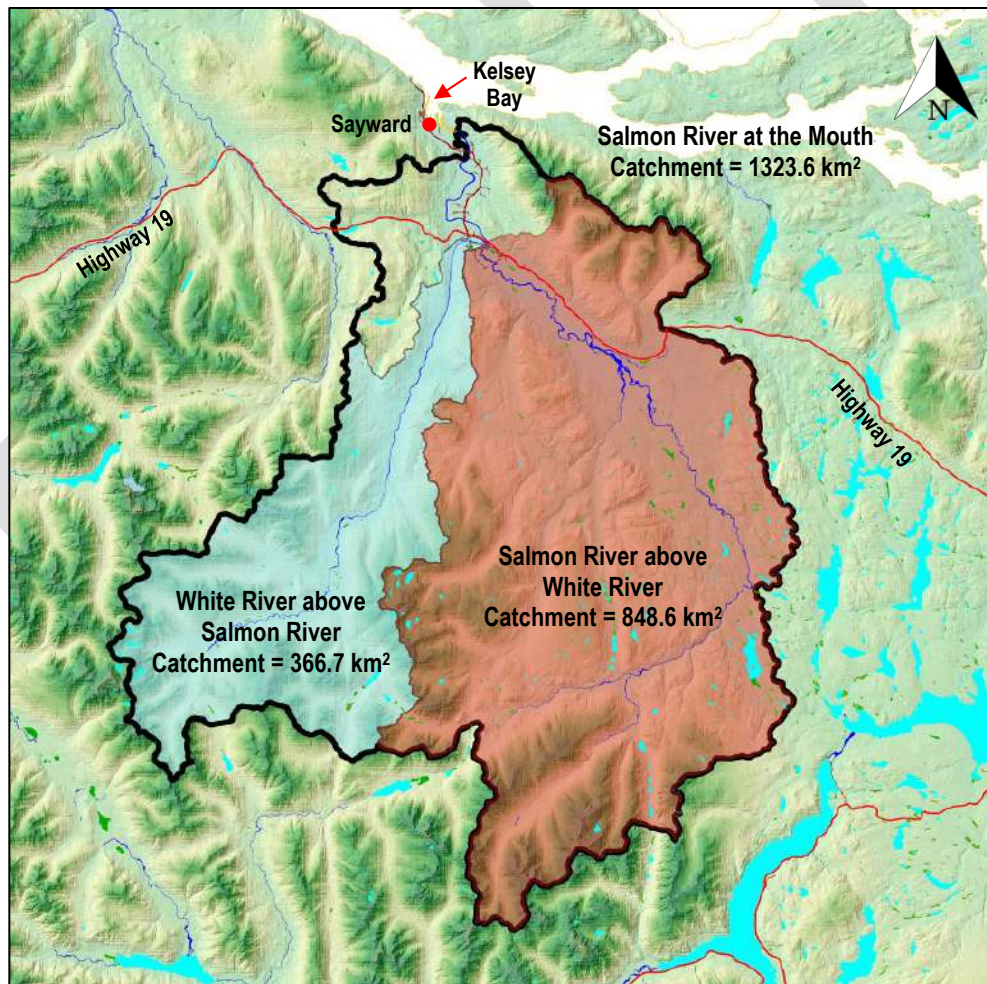 Kelsey
Bay
Sayward
N
Salmon River at the Mouth
Catchment = 1323.6 km²
Highway 19
Highway 19
Salmon River above
White River
Catchment = 848.6 km²
White River above
Salmon River
Catchment = 366.7 km²